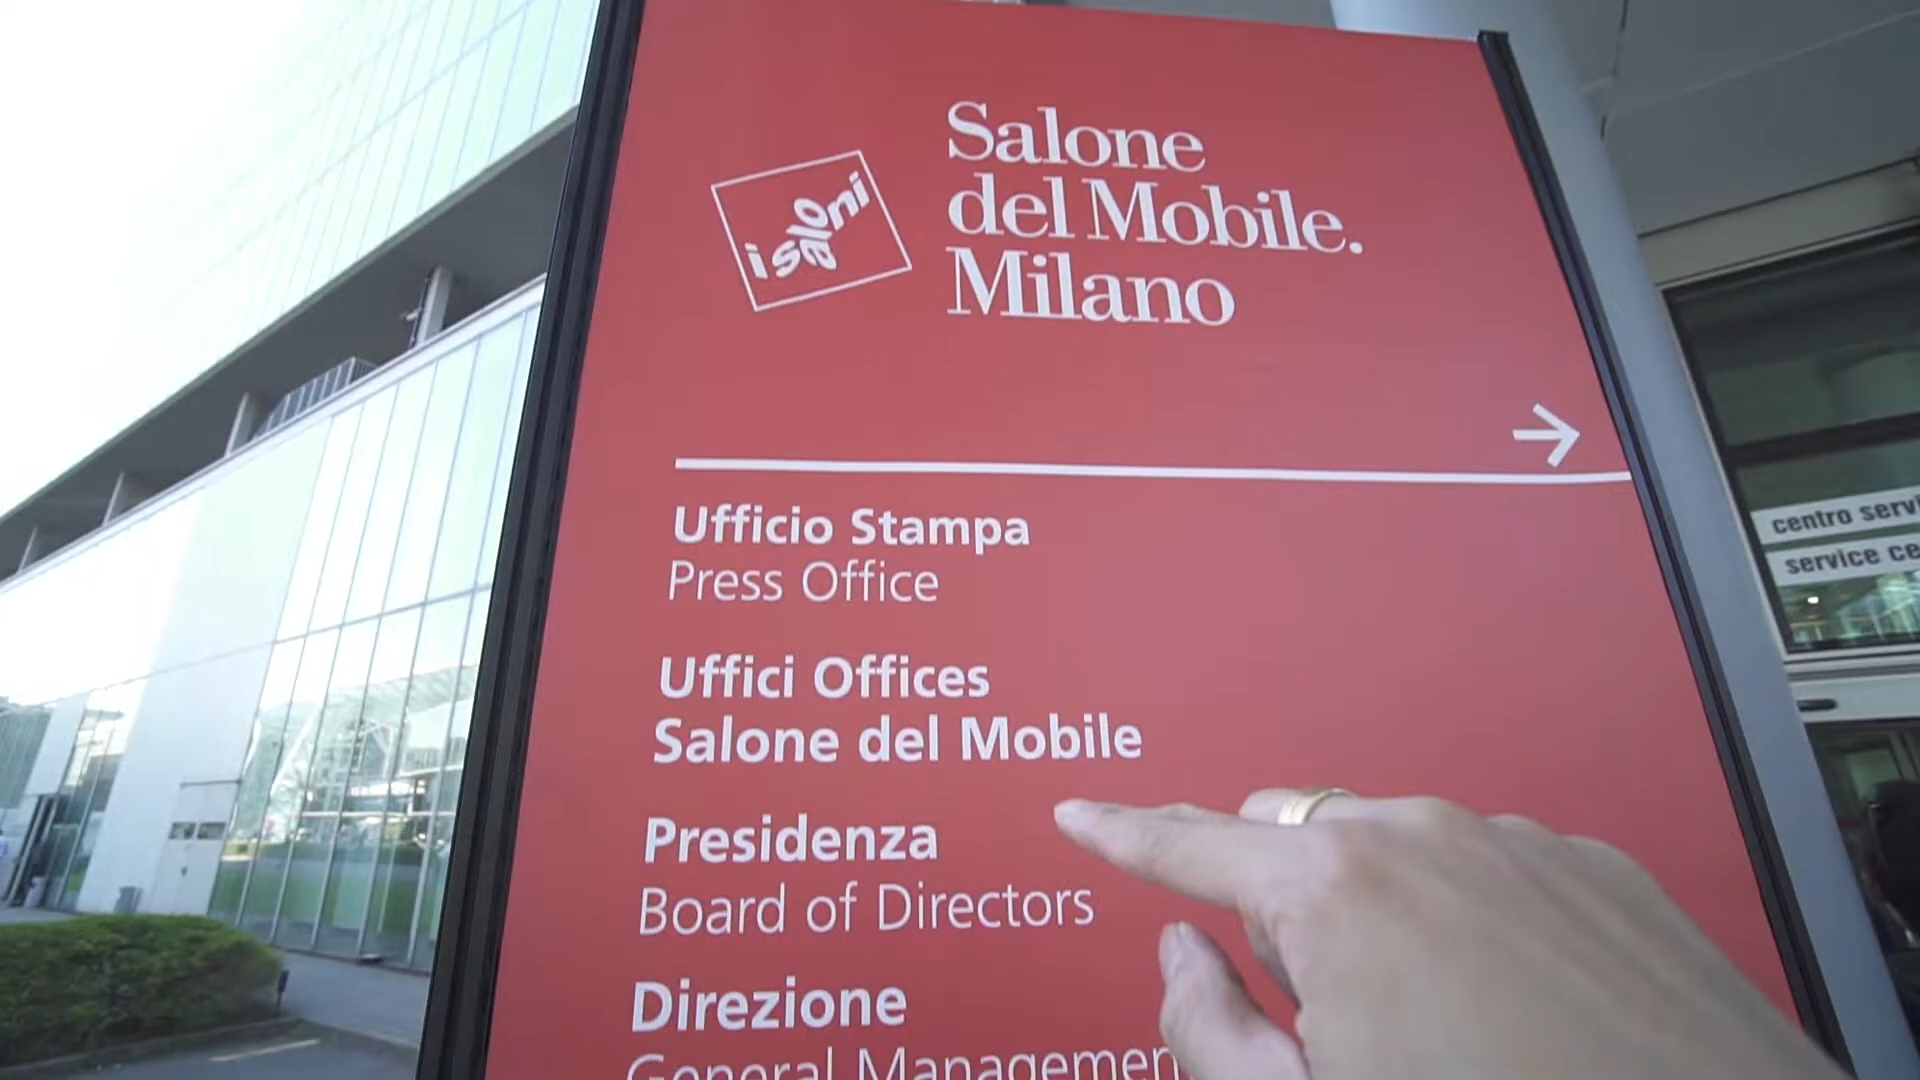 i saloni
Salone
del Mobile.
Milano
→
Ufficio Stampa
Press Office
Uffici Offices
Salone del Mobile
Presidenza
Board of Directors
Direzione
General Managemen
centro servi
service ce